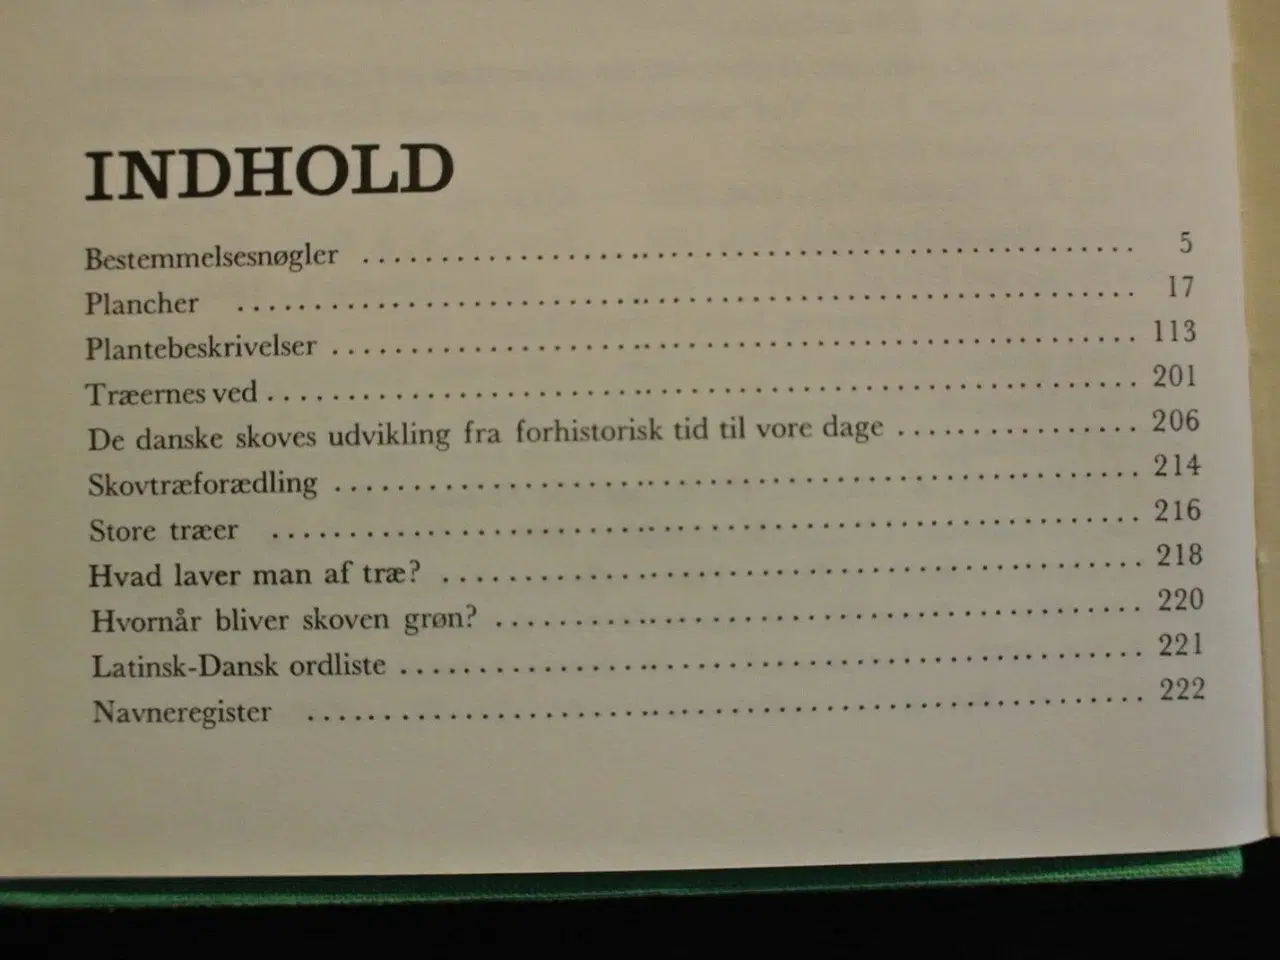 INDHOLD
Bestemmelsesnøgler ........................................ 5
Plancher ........................................ 17
Plantebeskrivelser ........................................ 113
Træernes ved ........................................ 201
De danske skoves udvikling fra forhistorisk tid til vore dage ............... 206
Skovtræforædling ........................................ 214
Store træer ........................................ 216
Hvad laver man af træ? ........................................ 218
Hvornår bliver skoven grøn? ........................................ 220
Latinsk-Dansk ordliste ........................................ 221
Navneregister ........................................ 222